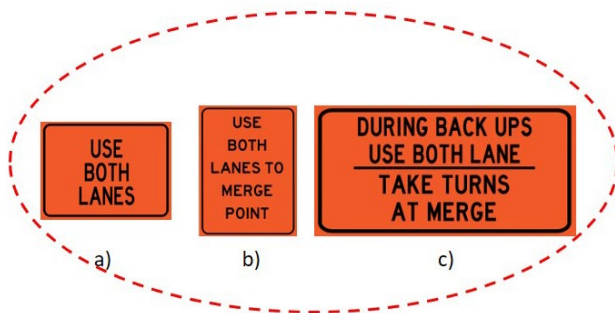 USE
BOTH
LANES
a)
USE
BOTH
LANES TO
MERGE
POINT
b)
DURING BACK UPS
USE BOTH LANE
TAKE TURNS
AT MERGE
c)